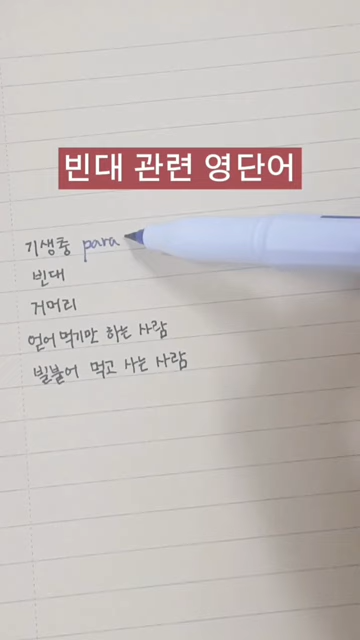 빈대 관련 영단어
기생충 para
빈대
거머리
얻어 먹기만 하는 사람
빌붙어 먹고 사는 사람